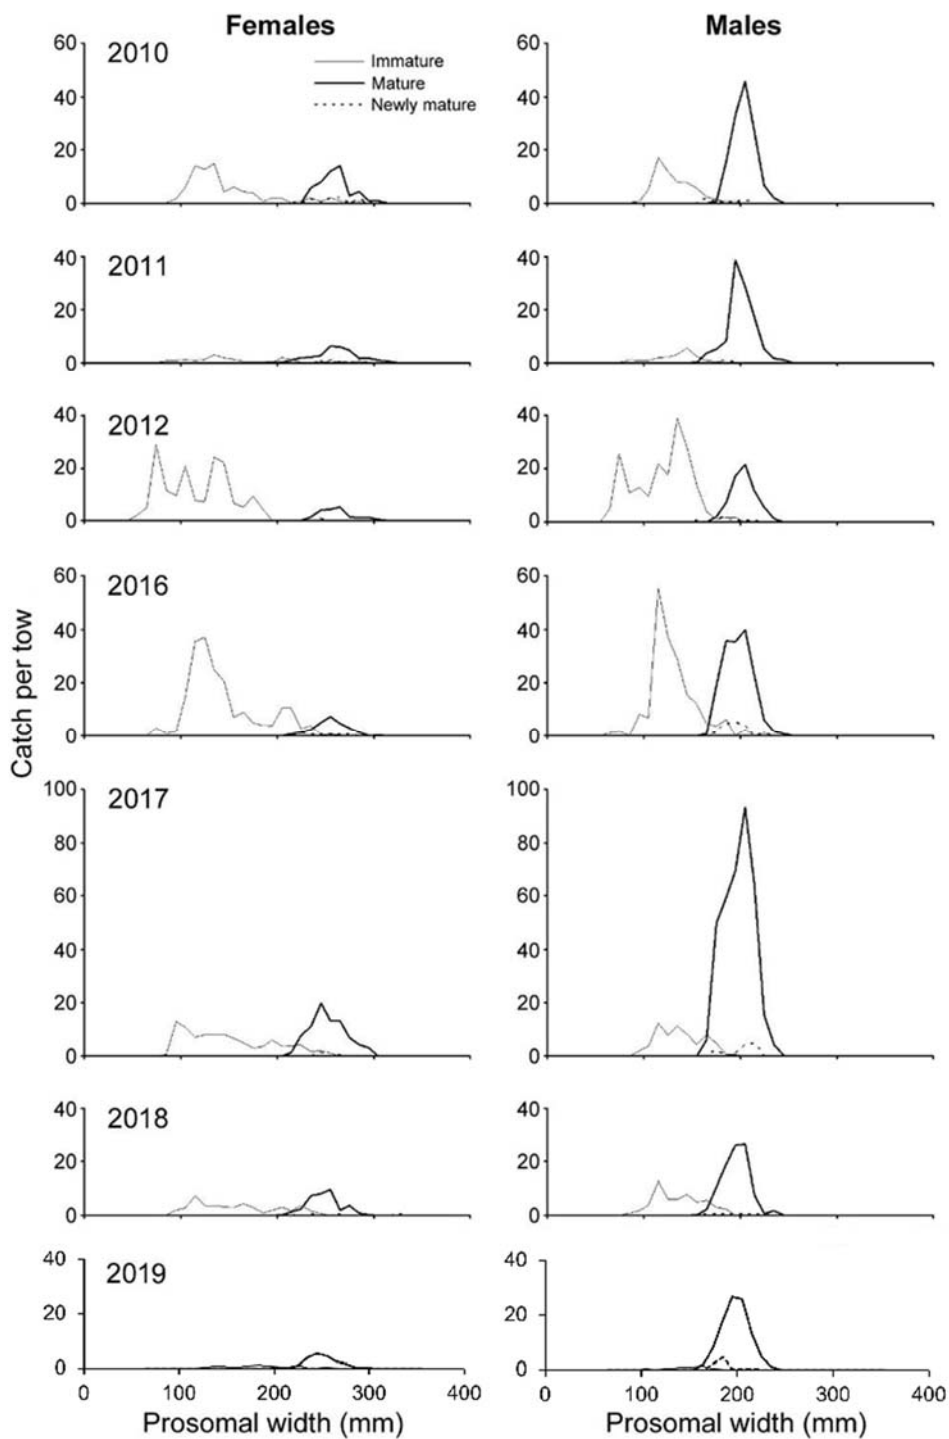 Females Males
60 2010 60
Immature
Mature
Newly mature
40 40
20 20
0 0
40 2011 40
20 20
0 0
40 2012 40
20 20
0 0
60 2016 60
40 40
20 20
0 0
Catch per tow
100 2017 100
80 80
60 60
40 40
20 20
0 0
40 2018 40
20 20
0 0
40 2019 40
20 20
0 0
0 100 200 300 400 0 100 200 300 400
Prosomal width (mm) Prosomal width (mm)